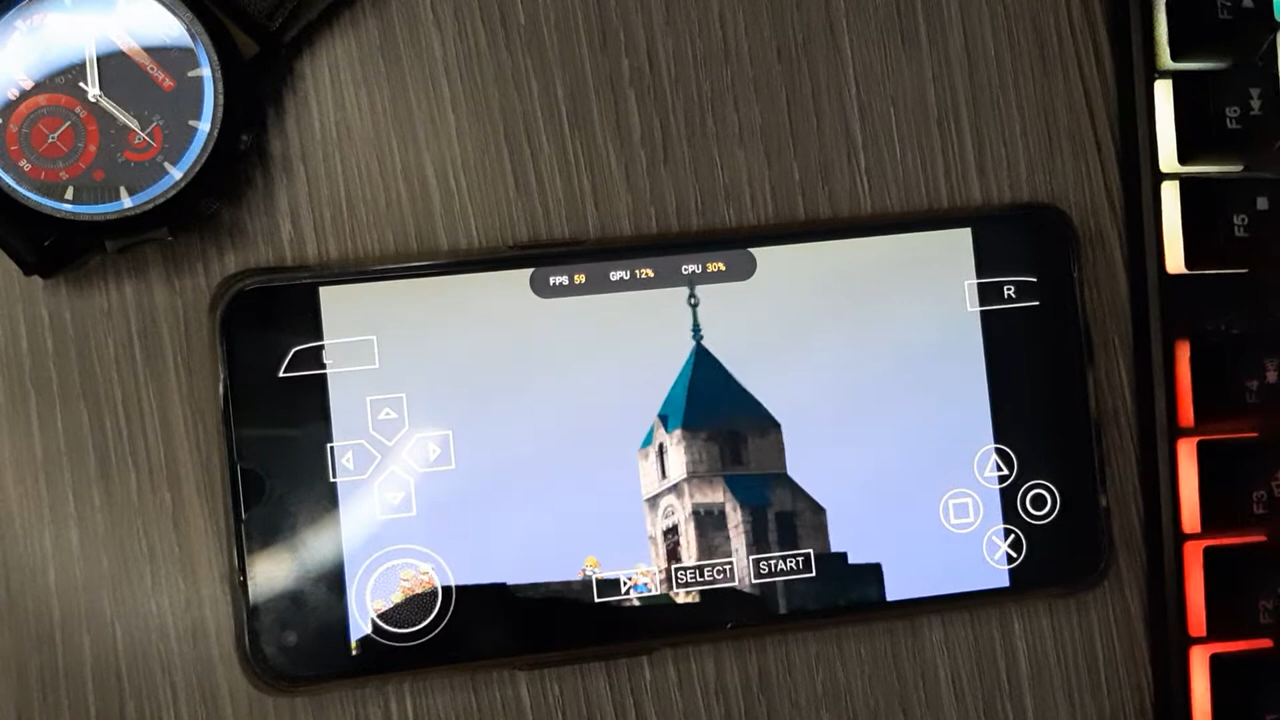 SPORT
FPS 59 GPU 12% CPU 30%
L
R
SELECT START
F7
F6
F5
F4
F3
F2